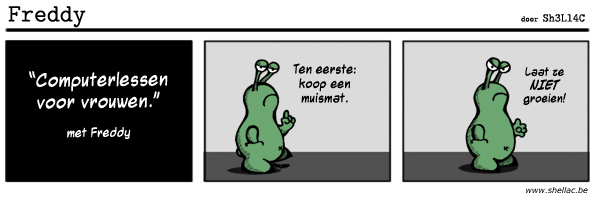 Freddy
door Sh3L14C
"Computerlessen
voor vrouwen."
met Freddy
Ten eerste:
koop een
muismat.
Laat ze
NIET
groeien!
www.shellac.be